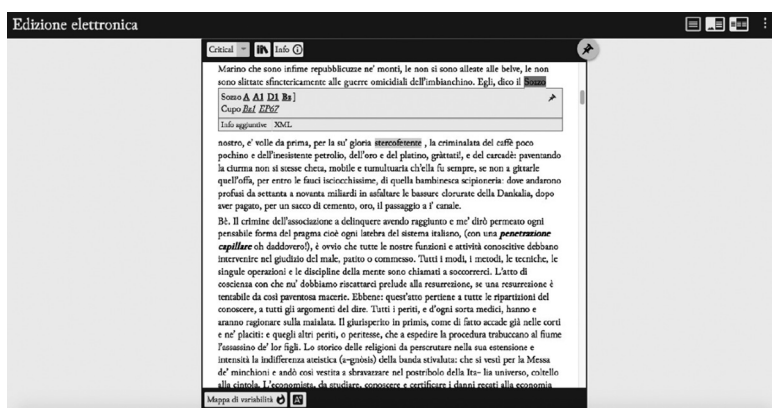 Edizione elettronica
Critical Info
Marino che sono infime repubblicuzze ne' monti, le non si sono alleate alle belve, le non
sono slittate sfinctericamente alle guerre omicidiali dell'imbianchino. Egli, dico il Sozzo
Sozzo A A1 D1 Bs]
Cupo Bs1 EP67
Info aggiuntive XML
nostro, e' volle da prima, per la su' gloria stercofetente , la criminalata del caffè poco
pochino e dell'inesistente petrolio, dell'oro e del platino, gràttati!, e del carcadè: paventando
la ciurma non si stesse cheta, mobile e tumultuaria ch'ella fu sempre, se non a gittarle
quell'offa, per entro le fauci isciocchissime, di quella bambinesca scipioneria: dove andarono
profusi da settanta a novanta miliardi in asfaltare le bassure clorurate della Dankalia, dopo
aver pagato, per un sacco di cemento, oro, il passaggio a i' canale.
Bè. Il crimine dell'associazione a delinquere avendo raggiunto e me' dirò permeato ogni
pensabile forma del pragma cioè ogni latebra del sistema italiano, (con una penetrazione
capillare oh daddovero!), è ovvio che tutte le nostre funzioni e attività conoscitive debbano
intervenire nel giudizio del male, patito o commesso. Tutti i modi, i metodi, le tecniche, le
singule operazioni e le discipline della mente sono chiamati a soccorrerci. L'atto di
coscienza con che nu' dobbiamo riscattarci prelude alla resurrezione, se una resurrezione è
tentabile da così paventosa macerie. Ebbene: quest'atto pertiene a tutte le ripartizioni del
conoscere, a tutti gli argomenti del dire. Tutti i periti, e d'ogni sorta medici, hanno e
aranno ragionare sulla maialata. Il giurisperito in primis, come di fatto accade già nelle corti
e ne' placiti: e quegli altri periti, o peritesse, che a espedire la procedura trabuccano al fiume
l'assassino de' lor figli. Lo storico delle religioni da perscrutare nella sua estensione e
intensità la indifferenza ateistica (a-gnòsis) della banda stivaluta: che si vestì per la Messa
de' minchioni e andò così vestita a sbravazzare nel postribolo della Ita- lia universo, coltello
alla cintola. L'economista, da studiare, conoscere e certificare i danni recati alla economia
Mappa di variabilità